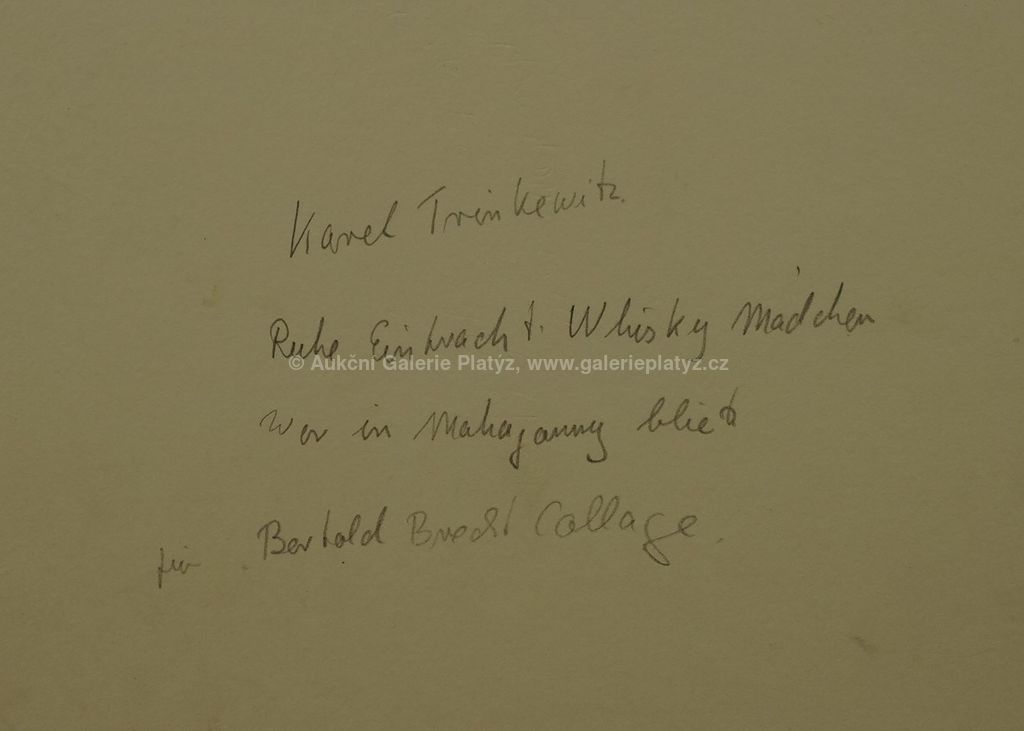 Karel Trinkewitz.
Ruhe Eintracht. Whisky Mädchen
© Aukční Galerie Platýz, www.galerieplatyz.cz
Wer in Mahagonny blieb
für Bertold Brecht Collage.